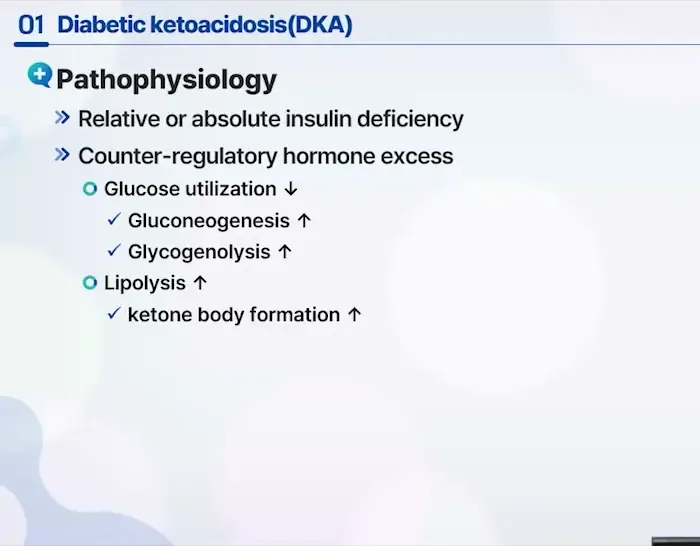 01 Diabetic ketoacidosis(DKA)
Pathophysiology
» Relative or absolute insulin deficiency
» Counter-regulatory hormone excess
Glucose utilization ↓
✓ Gluconeogenesis ↑
✓ Glycogenolysis ↑
Lipolysis ↑
✓ ketone body formation ↑